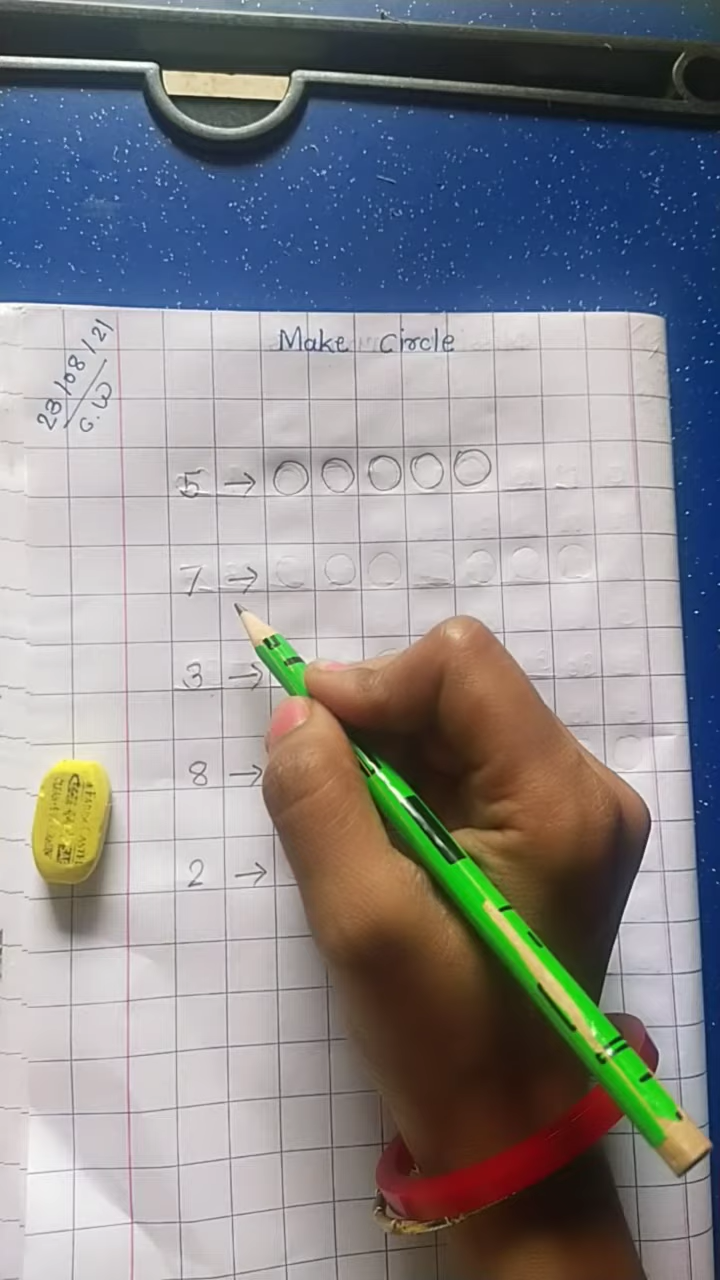 23/08/21
C.W
Make Circle
5 → ○ ○ ○ ○ ○
7 →
3 →
8 →
2 →